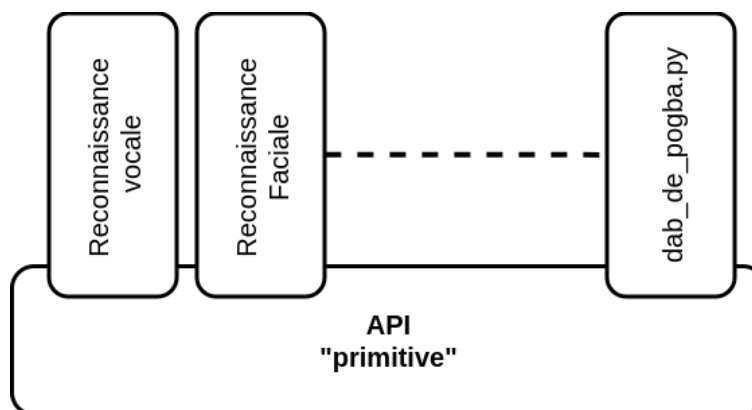 Reconnaissance
vocale
Reconnaissance
Faciale
dab_de_pogba.py
API
"primitive"